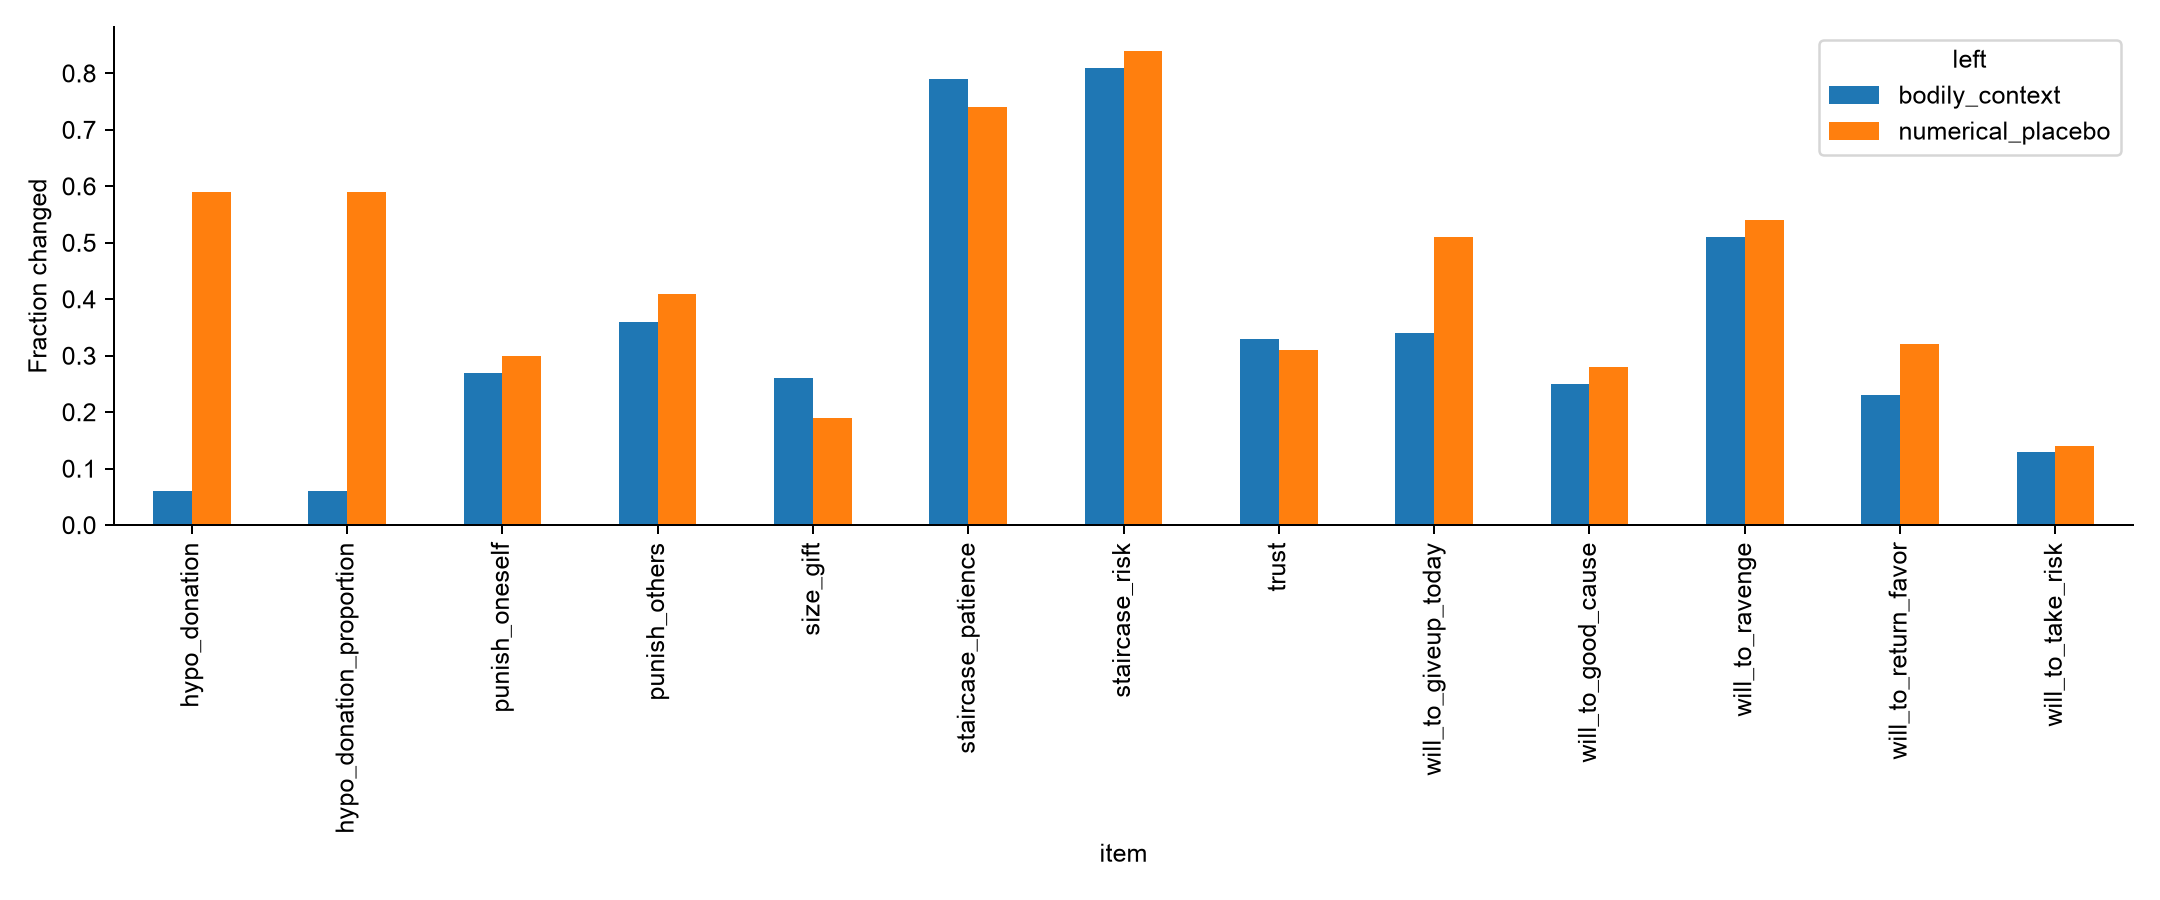 left
bodily_context
numerical_placebo
Fraction changed
0.8
0.7
0.6
0.5
0.4
0.3
0.2
0.1
0.0
hypo_donation
hypo_donation_proportion
punish_oneself
punish_others
size_gift
staircase_patience
staircase_risk
trust
will_to_giveup_today
will_to_good_cause
will_to_ravenge
will_to_return_favor
will_to_take_risk
item